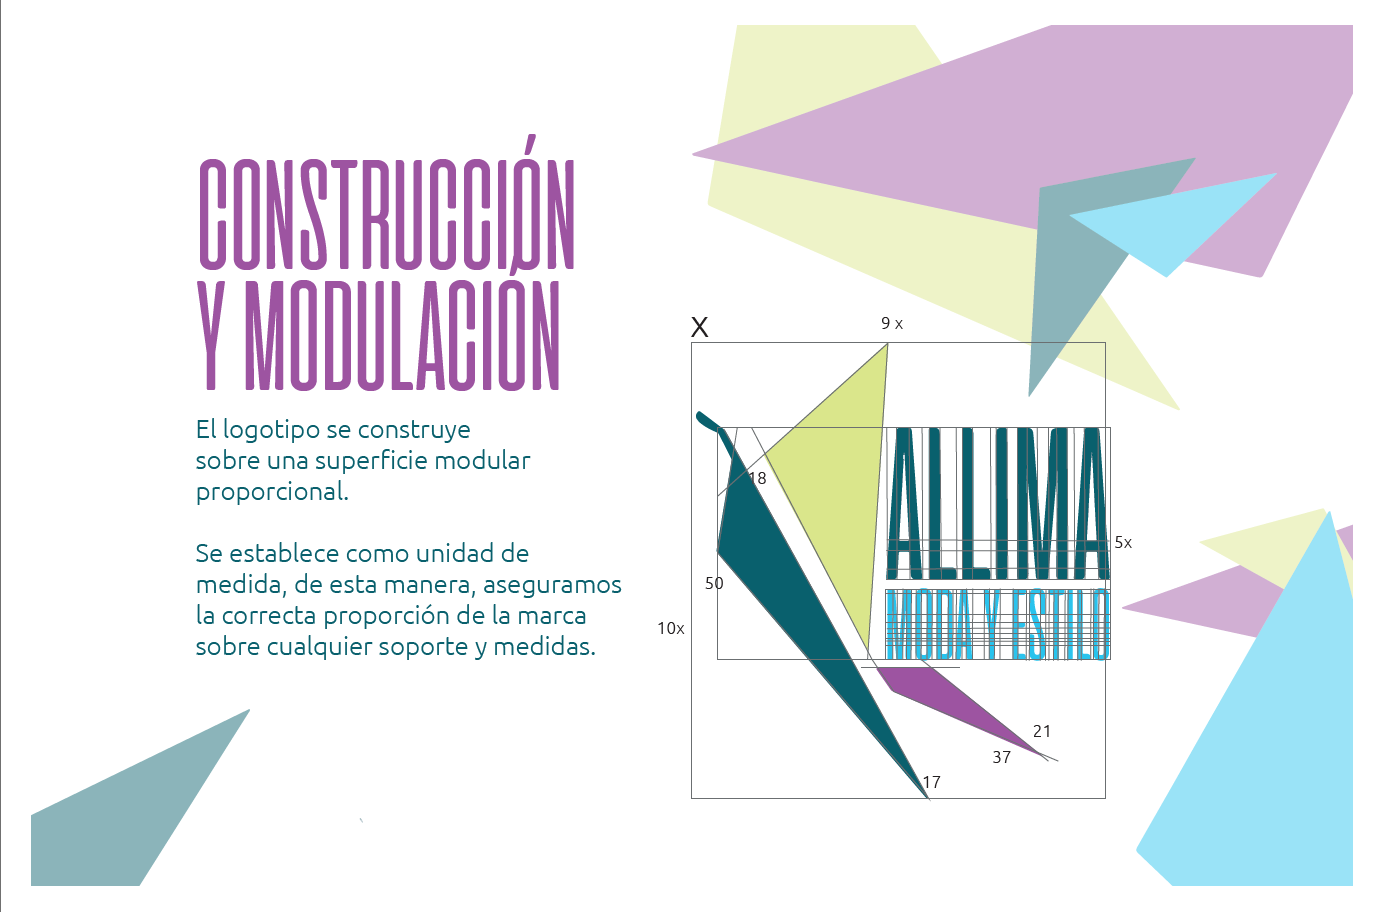 CONSTRUCCIÓN
Y MODULACIÓN
El logotipo se construye
sobre una superficie modular
proporcional.
Se establece como unidad de
medida, de esta manera, aseguramos
la correcta proporción de la marca
sobre cualquier soporte y medidas.
X
9 x
18
ALLIMA
5x
50
MODA Y ESTILO
10x
21
37
17